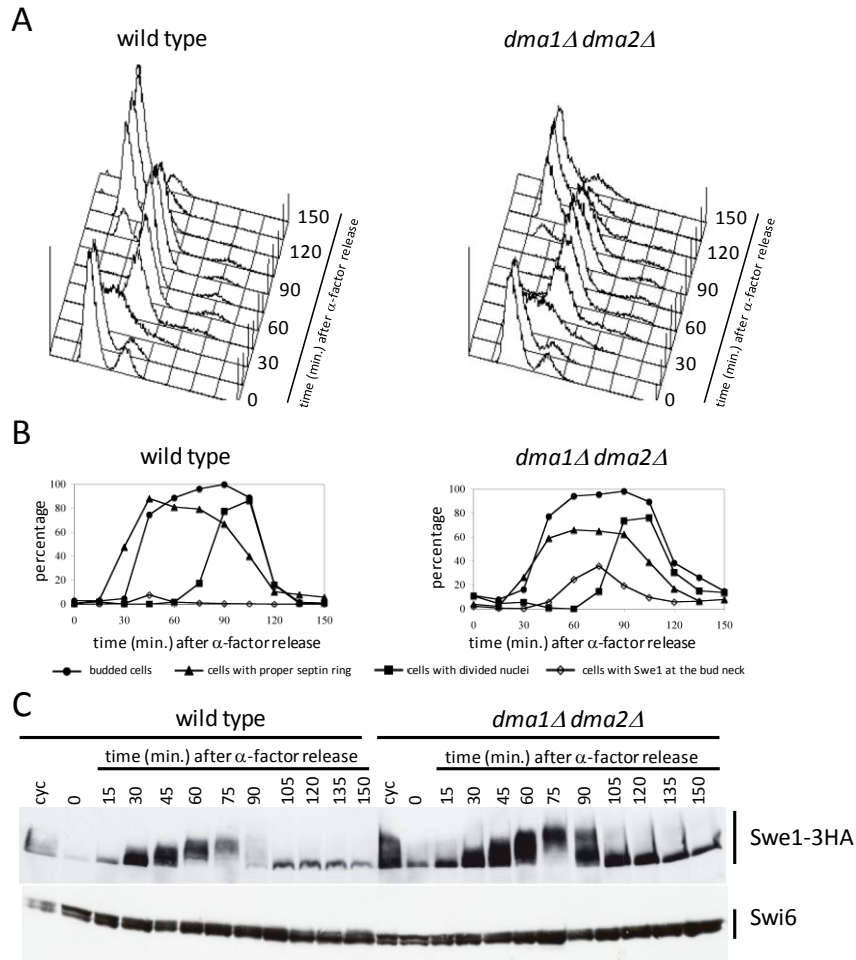 A
wild type
dma1Δ dma2Δ
150
120
90
60
30
0
time (min.) after α-factor release
150
120
90
60
30
0
time (min.) after α-factor release
B
wild type
dma1Δ dma2Δ
100
80
60
40
20
0
percentage
0 30 60 90 120 150
time (min.) after α-factor release
100
80
60
40
20
0
percentage
0 30 60 90 120 150
time (min.) after α-factor release
budded cells
cells with proper septin ring
cells with divided nuclei
cells with Swe1 at the bud neck
C
wild type
dma1Δ dma2Δ
time (min.) after α-factor release
time (min.) after α-factor release
cyc 0 15 30 45 60 75 90 105 120 135 150 cyc 0 15 30 45 60 75 90 105 120 135 150
Swe1-3HA
Swi6